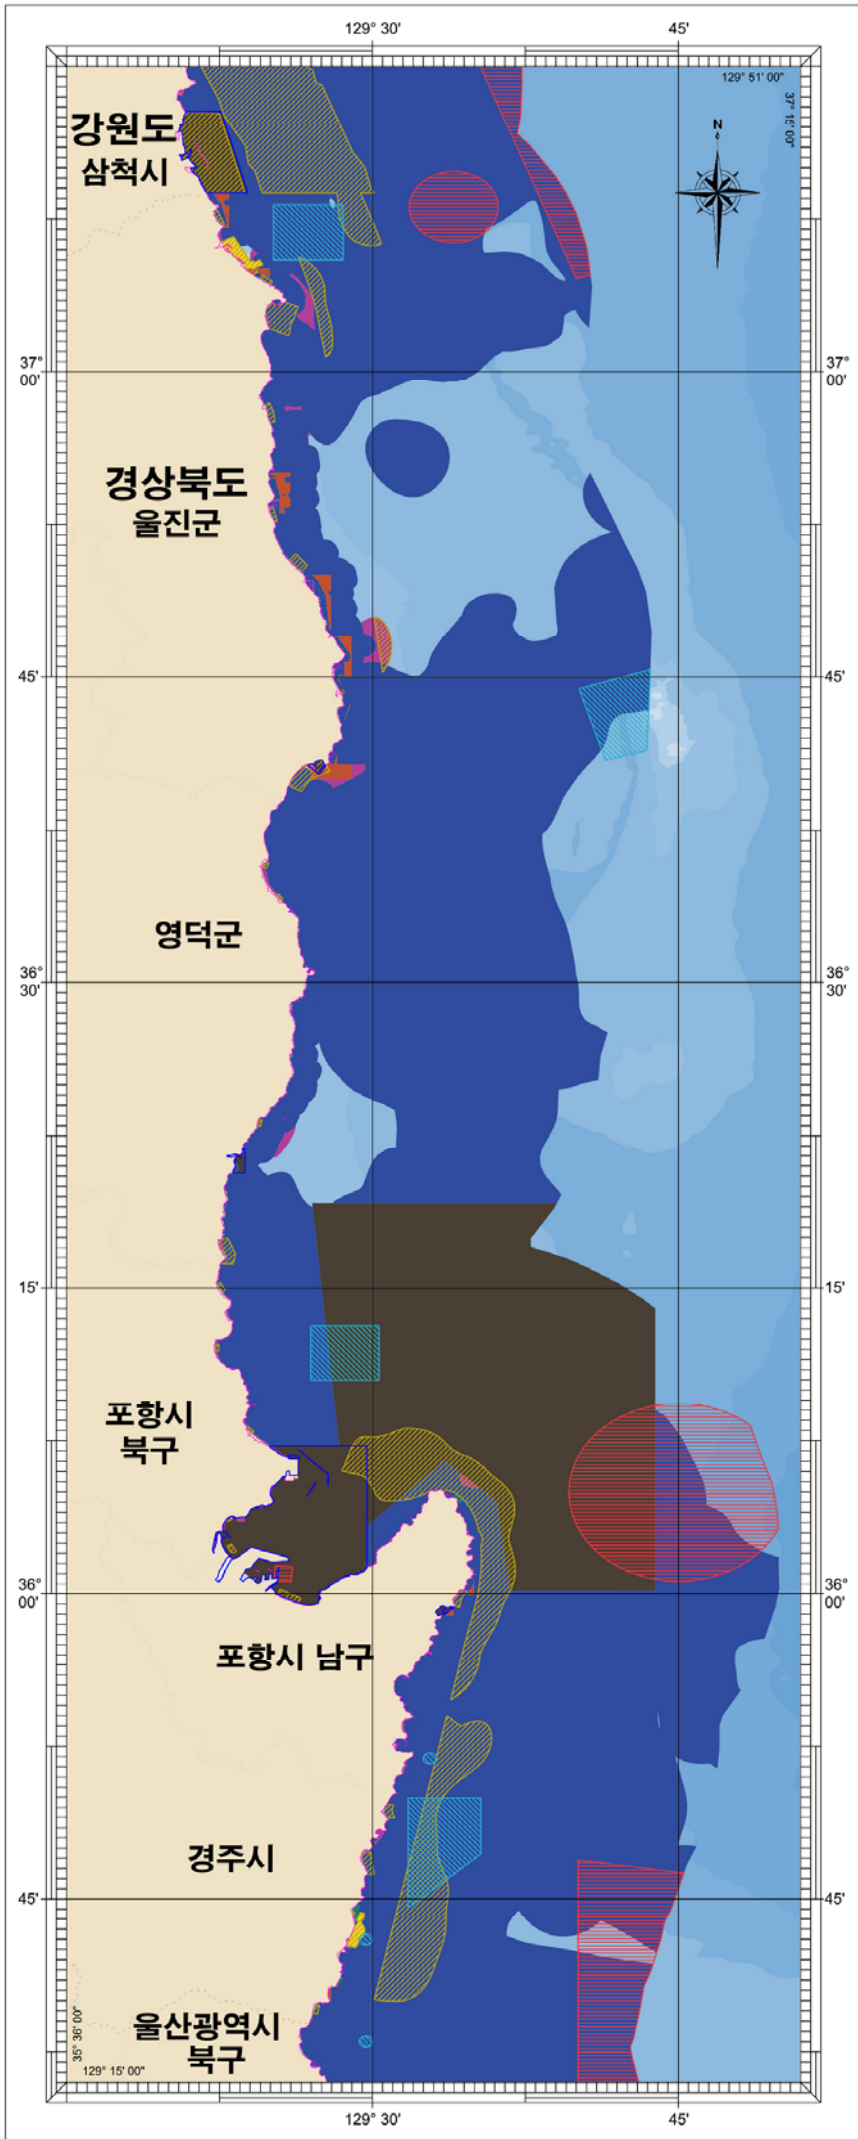 129° 30'
45'
129° 51' 00"
37° 15' 00"
N
강원도
삼척시
37°
00'
37°
00'
경상북도
울진군
45'
45'
영덕군
36°
30'
36°
30'
15'
15'
포항시
북구
36°
00'
36°
00'
포항시 남구
경주시
45'
45'
울산광역시
북구
35° 36' 00"
129° 15' 00"
129° 30'
45'